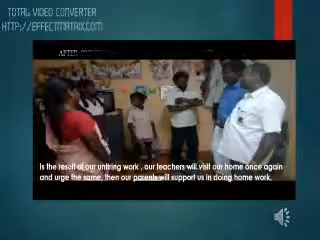 TOTAL VIDEO CONVERTER
HTTP://EFFECTMATRIX.COM
AFTER
Is the result of our untiring work , our teachers will visit our home once again
and urge the same, then our parents will support us in doing home work.